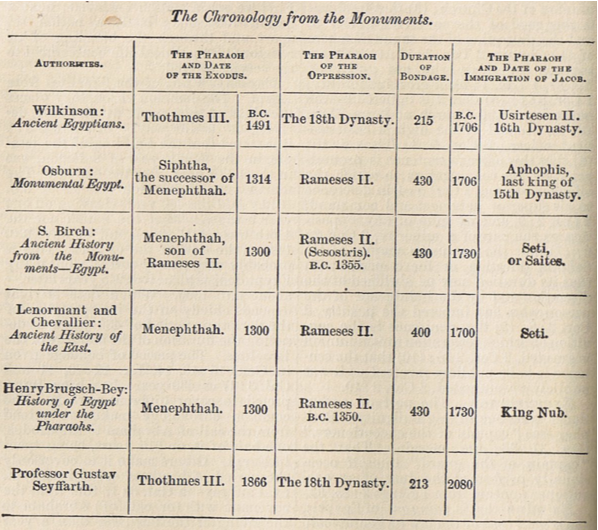 The Chronology from the Monuments.
AUTHORITIES.
THE PHARAOH
AND DATE
OF THE EXODUS.
THE PHARAOH
OF THE
OPPRESSION.
DURATION
OF
BONDAGE.
THE PHARAOH
AND DATE OF THE
IMMIGRATION OF JACOB.
Wilkinson:
Ancient Egyptians.
Thothmes III.
B.C.
1491
The 18th Dynasty.
215
B.C.
1706
Usirtesen II.
16th Dynasty.
Osburn:
Monumental Egypt.
Siphtha,
the successor of
Menephthah.
1314
Rameses II.
430
1706
Aphophis,
last king of
15th Dynasty.
S. Birch:
Ancient History
from the Monu-
ments—Egypt.
Menephthah,
son of
Rameses II.
1300
Rameses II.
(Sesostris).
B.C. 1355.
430
1730
Seti,
or Saites.
Lenormant and
Chevallier:
Ancient History of
the East.
Menephthah.
1300
Rameses II.
400
1700
Seti.
Henry Brugsch-Bey:
History of Egypt
under the
Pharaohs.
Menephthah.
1300
Rameses II.
B.C. 1350.
430
1730
King Nub.
Professor Gustav
Seyffarth.
Thothmes III.
1866
The 18th Dynasty.
213
2080